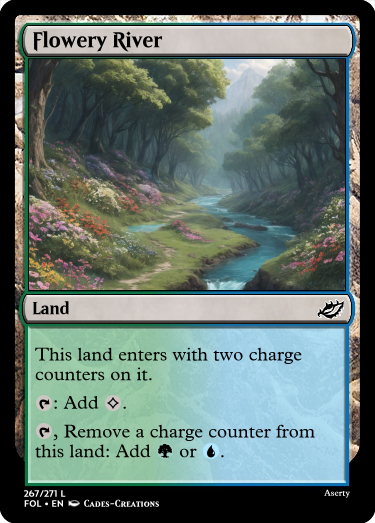 Flowery River
Land
This land enters with two charge
counters on it.
: Add .
, Remove a charge counter from
this land: Add or .
267/271 L
FOL • EN Cades-Creations
Aserty